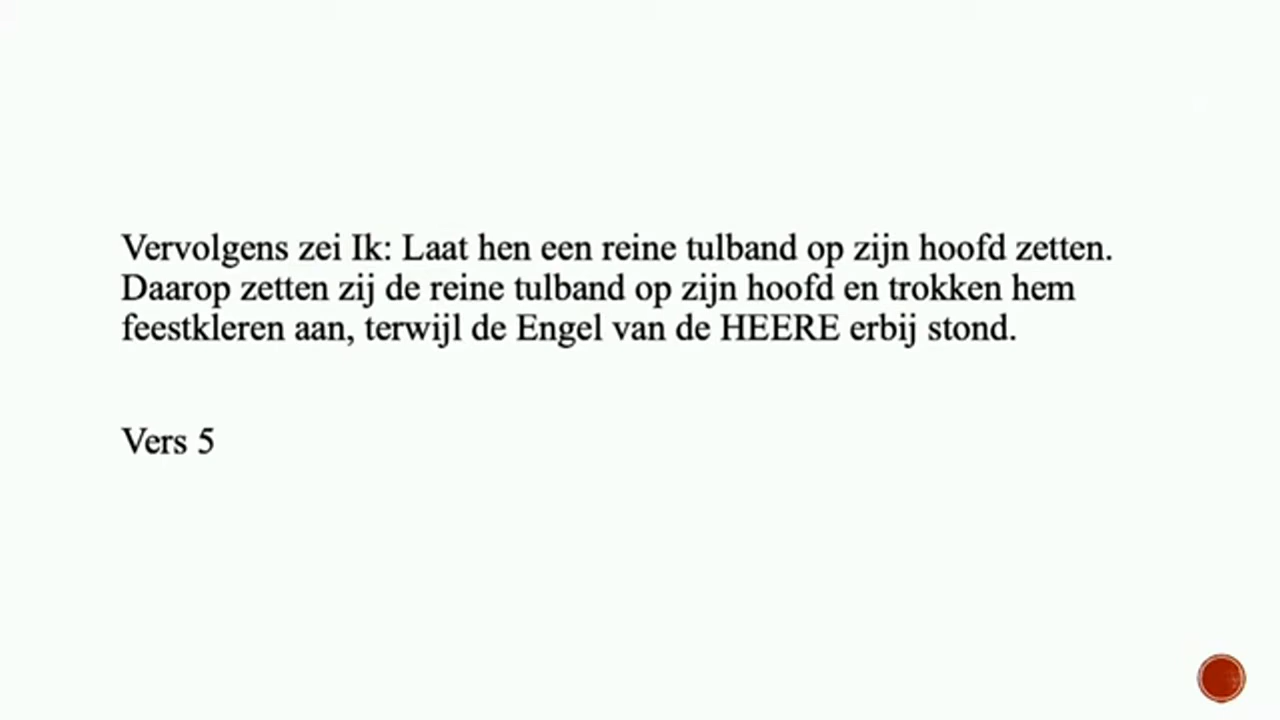 Vervolgens zei Ik: Laat hen een reine tulband op zijn hoofd zetten.
Daarop zetten zij de reine tulband op zijn hoofd en trokken hem
feestkleren aan, terwijl de Engel van de HEERE erbij stond.
Vers 5